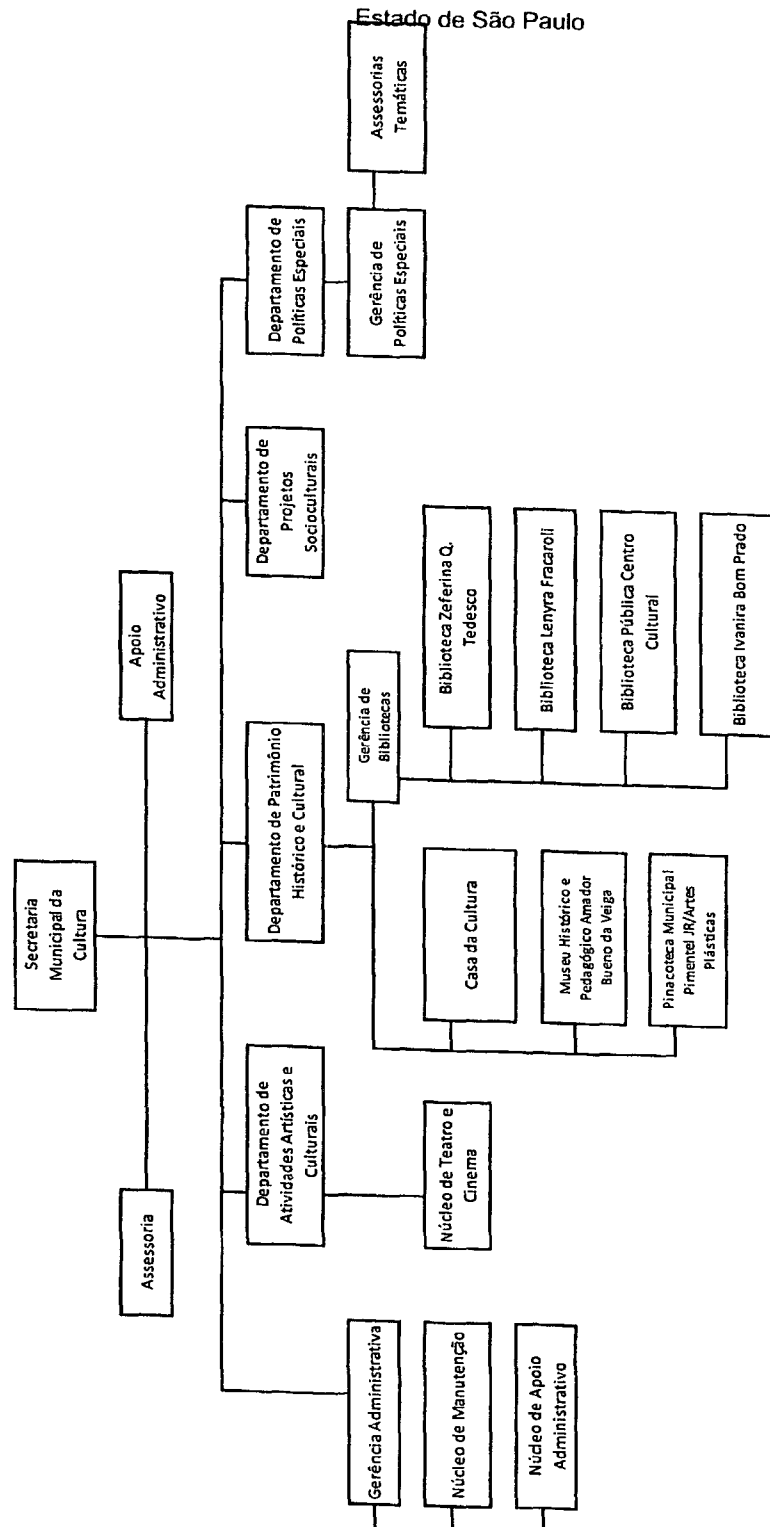 Estado de São Paulo
Secretaria
Municipal da
Cultura
Assessoria
Apoio
Administrativo
Gerência Administrativa
Núcleo de Manutenção
Núcleo de Apoio
Administrativo
Departamento de
Atividades Artísticas e
Culturais
Núcleo de Teatro e
Cinema
Departamento de Patrimônio
Histórico e Cultural
Casa da Cultura
Museu Histórico e
Pedagógico Amador
Bueno da Veiga
Pinacoteca Municipal
Pimentel JR/Artes
Plásticas
Gerência de
Bibliotecas
Biblioteca Zeferina Q.
Tedesco
Biblioteca Lenyra Fracaroli
Biblioteca Pública Centro
Cultural
Biblioteca Ivanira Bom Prado
Departamento de
Projetos
Socioculturais
Departamento de
Políticas Especiais
Gerência de
Políticas Especiais
Assessorias
Temáticas